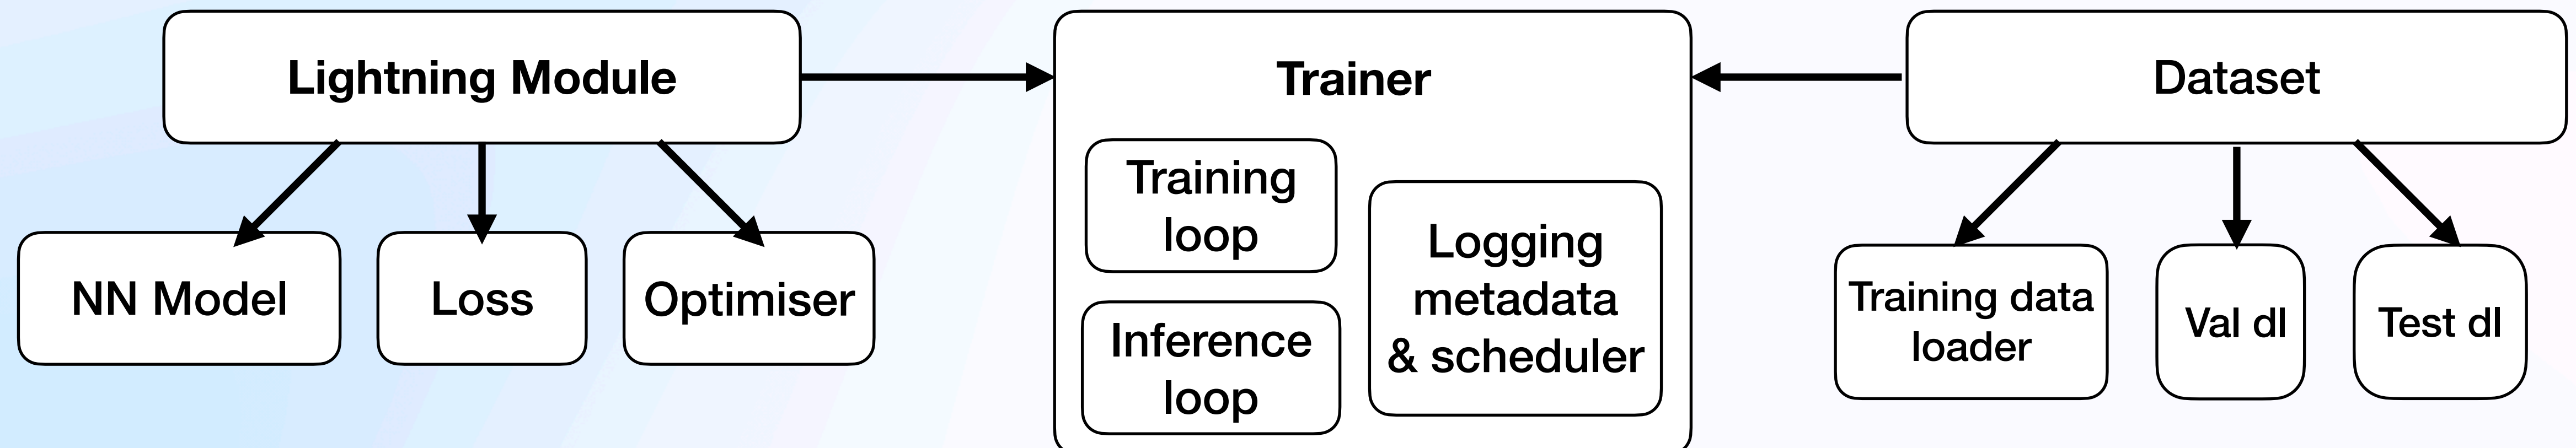 Lightning Module
NN Model
Loss
Optimiser
Trainer
Training
loop
Inference
loop
Logging
metadata
& scheduler
Dataset
Training data
loader
Val dl
Test dl